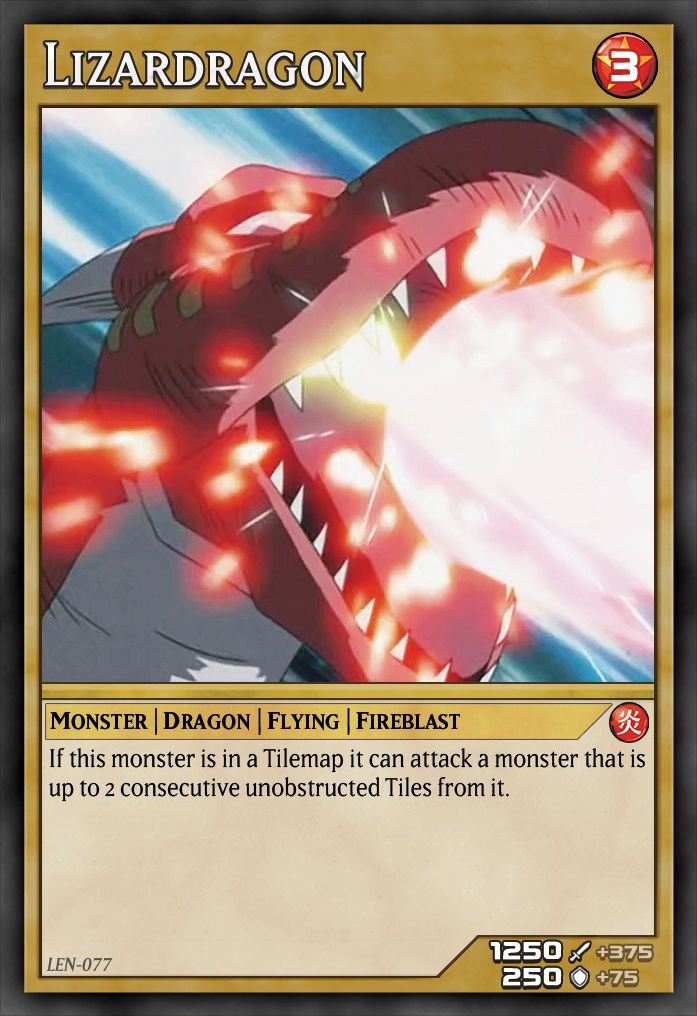 Lizardragon
3
Monster | Dragon | Flying | Fireblast
炎
If this monster is in a Tilemap it can attack a monster that is
up to 2 consecutive unobstructed Tiles from it.
LEN-077
1250 +375
250 +75